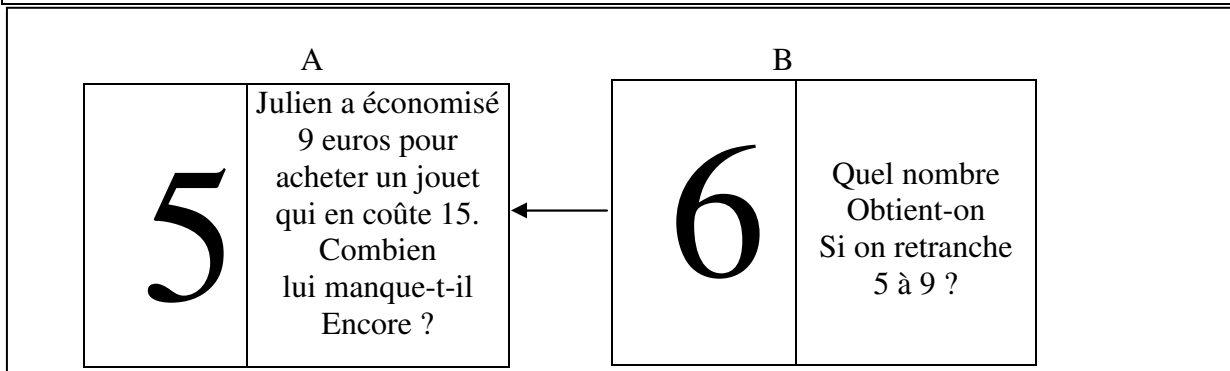 A
5
Julien a économisé
9 euros pour
acheter un jouet
qui en coûte 15.
Combien
lui manque-t-il
Encore ?
B
6
Quel nombre
Obtient-on
Si on retranche
5 à 9 ?